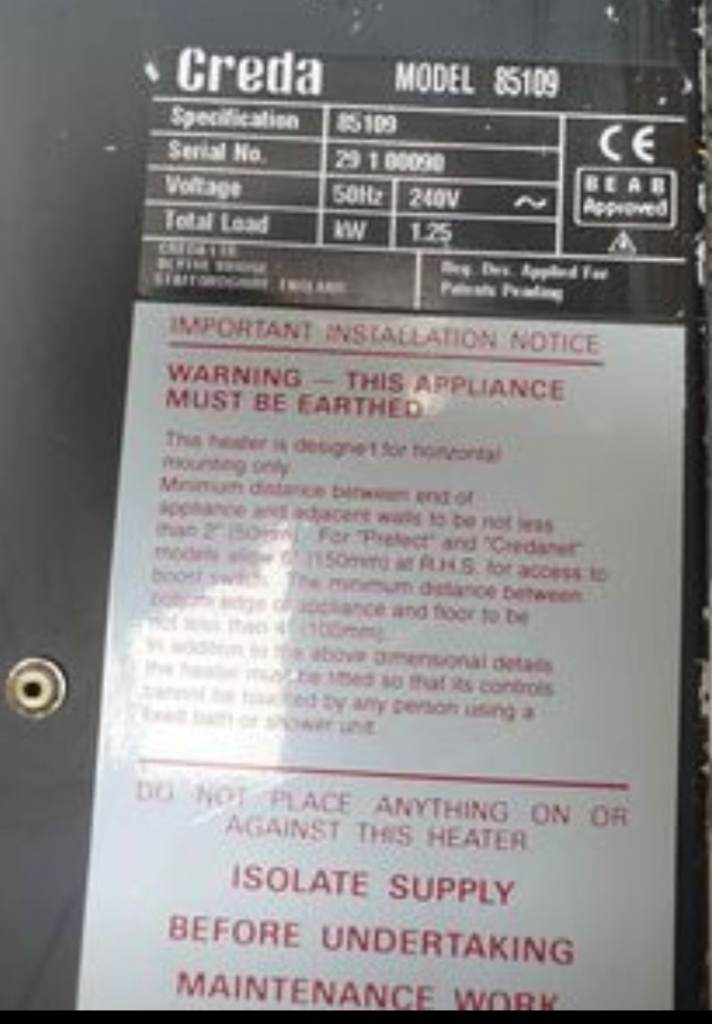 Creda MODEL 85109
Specification 85109
Serial No. 29 1 00090
Voltage 50Hz 240V ~
Total Load kW 1.25
CE
BEAB
Approved
CREDA LTD
BLYTHE BRIDGE
STAFFORDSHIRE ENGLAND
Reg. Des. Applied For
Patents Pending
IMPORTANT INSTALLATION NOTICE
WARNING — THIS APPLIANCE
MUST BE EARTHED
This heater is designed for horizontal
mounting only
Minimum distance between end of
appliance and adjacent walls to be not less
than 2" (50mm). For "Prefect" and "Credanet"
models allow 6" (150mm) at R.H.S. for access to
boost switch. The minimum distance between
bottom edge of appliance and floor to be
not less than 4" (100mm).
In addition to the above dimensional details
the heater must be fitted so that its controls
cannot be touched by any person using a
fixed bath or shower unit.
DO NOT PLACE ANYTHING ON OR
AGAINST THIS HEATER
ISOLATE SUPPLY
BEFORE UNDERTAKING
MAINTENANCE WORK